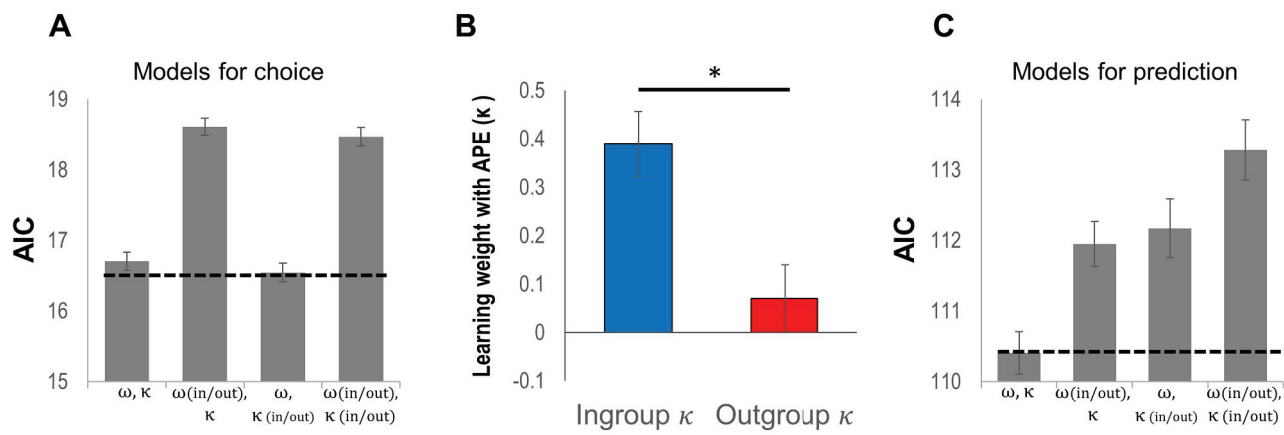 A
Models for choice
AIC
19
18
17
16
15
ω, κ
ω(in/out),
κ
ω,
κ (in/out)
ω(in/out),
κ (in/out)
B
Learning weight with APE (κ)
0.5
0.4
0.3
0.2
0.1
0
-0.1
*
Ingroup κ
Outgroup κ
C
Models for prediction
AIC
114
113
112
111
110
ω, κ
ω(in/out),
κ
ω,
κ (in/out)
ω(in/out),
κ (in/out)